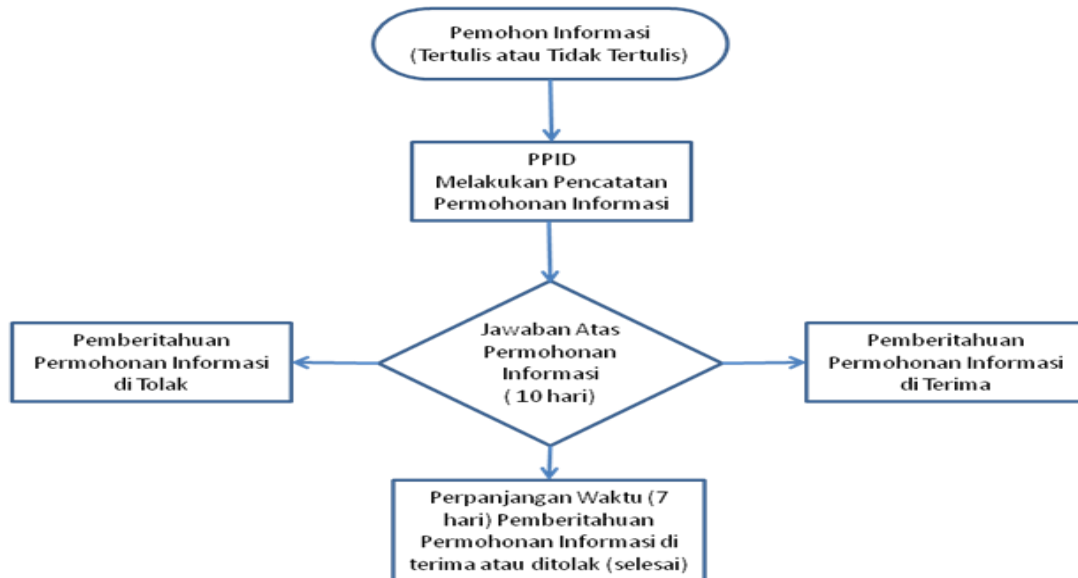 Pemohon Informasi
(Tertulis atau Tidak Tertulis)
PPID
Melakukan Pencatatan
Permohonan Informasi
Jawaban Atas
Permohonan
Informasi
( 10 hari)
Pemberitahuan
Permohonan Informasi
di Tolak
Pemberitahuan
Permohonan Informasi
di Terima
Perpanjangan Waktu (7
hari) Pemberitahuan
Permohonan Informasi di
terima atau ditolak (selesai)